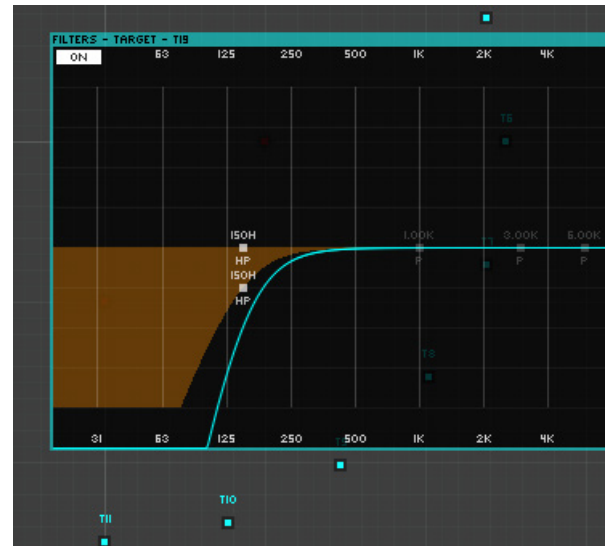 FILTERS - TARGET - T19
ON 63 125 250 500 1K 2K 4K
T6
150H 1.00K 3.00K 6.00K
HP P T7 P P
150H
HP
T8
31 63 125 250 500 1K 2K 4K
T10
T11